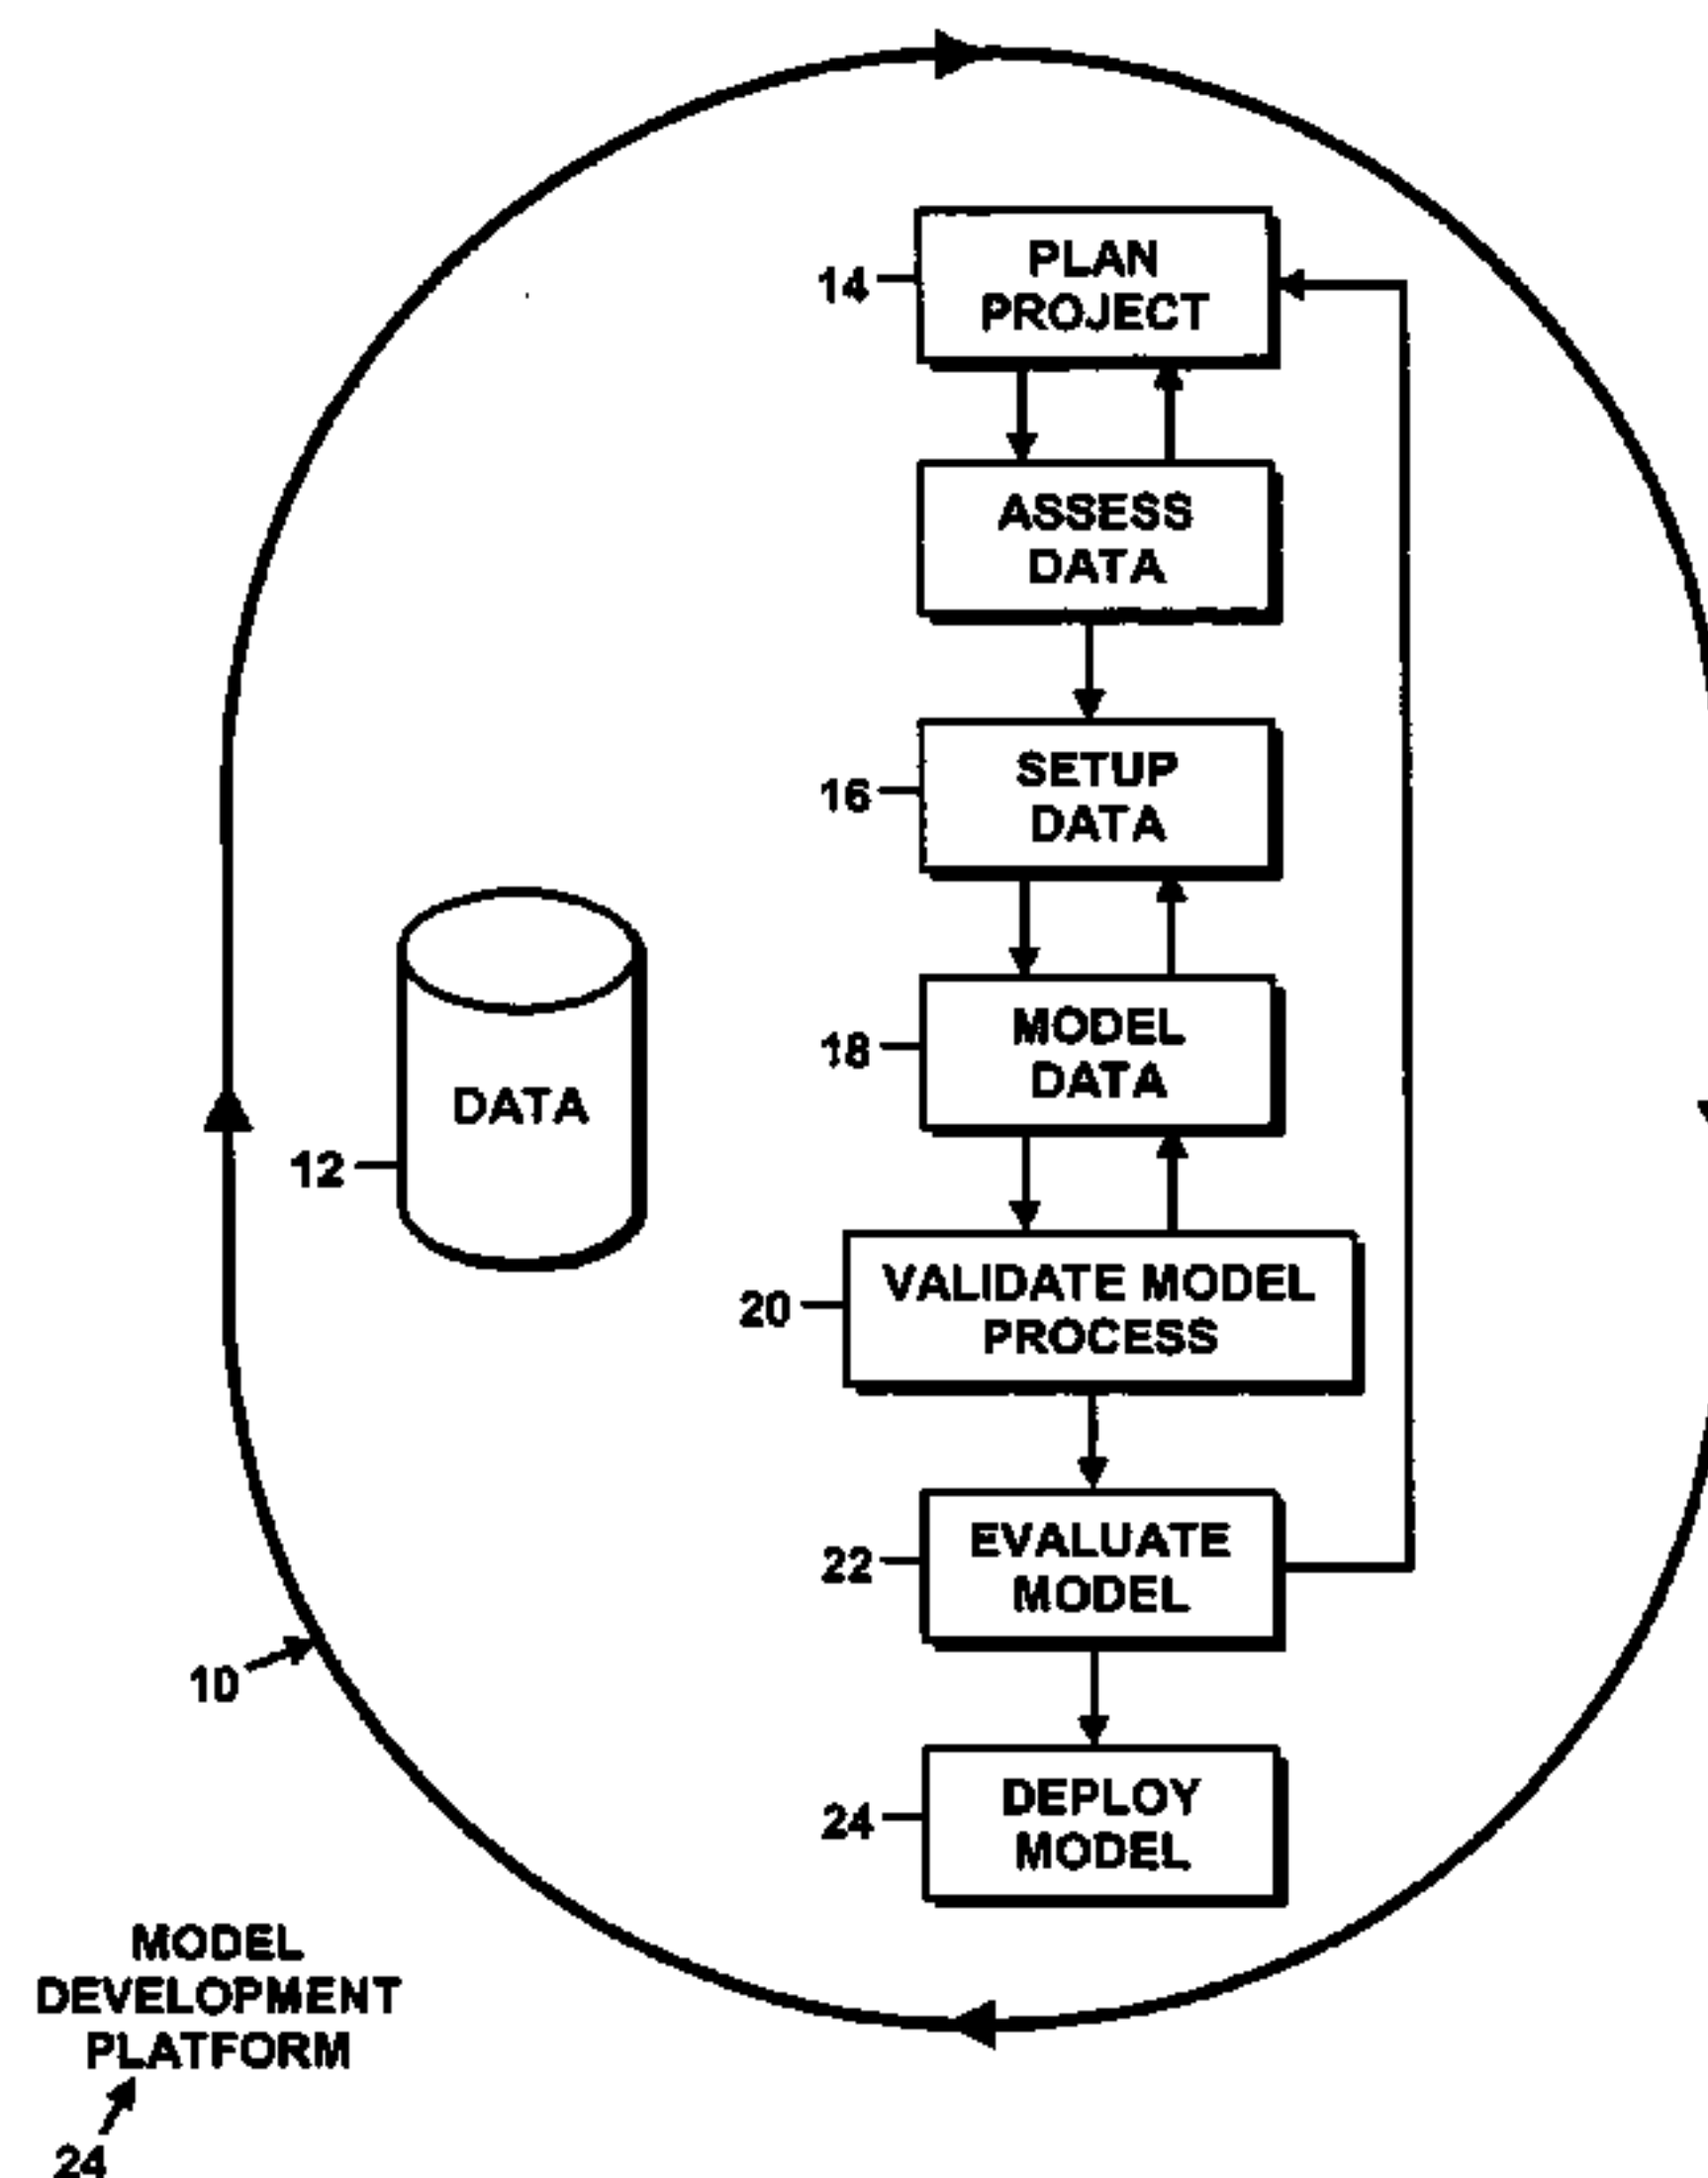 14
PLAN
PROJECT
ASSESS
DATA
16
SETUP
DATA
18
MODEL
DATA
DATA
12
20
VALIDATE MODEL
PROCESS
22
EVALUATE
MODEL
10
24
DEPLOY
MODEL
MODEL
DEVELOPMENT
PLATFORM
24